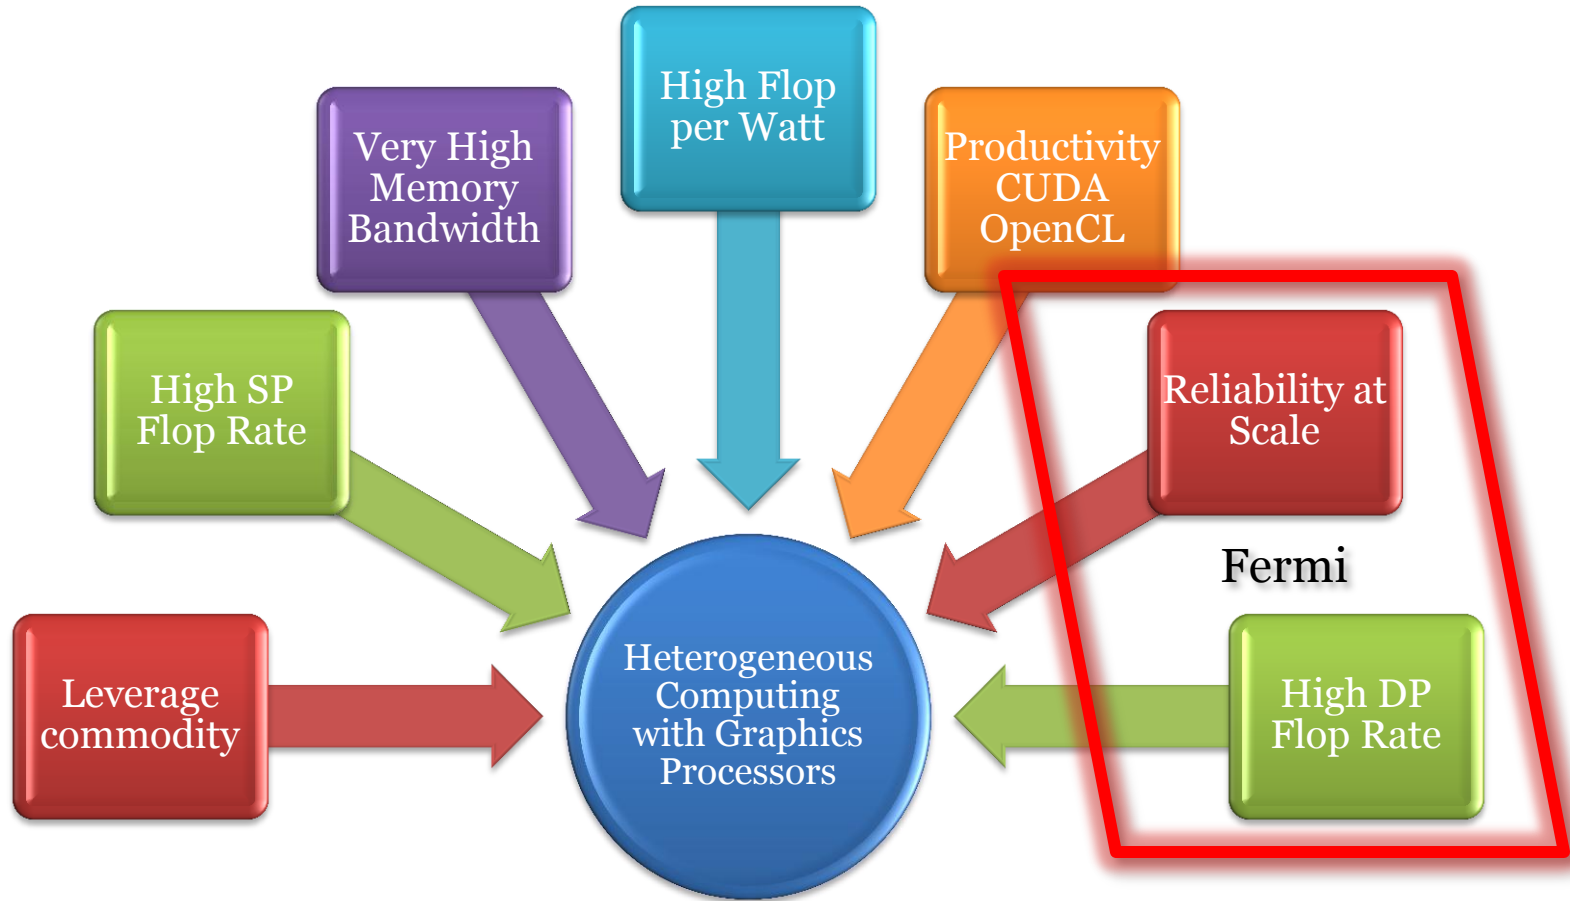 High Flop
per Watt
Very High
Memory
Bandwidth
Productivity
CUDA
OpenCL
High SP
Flop Rate
Reliability at
Scale
Fermi
Leverage
commodity
Heterogeneous
Computing
with Graphics
Processors
High DP
Flop Rate